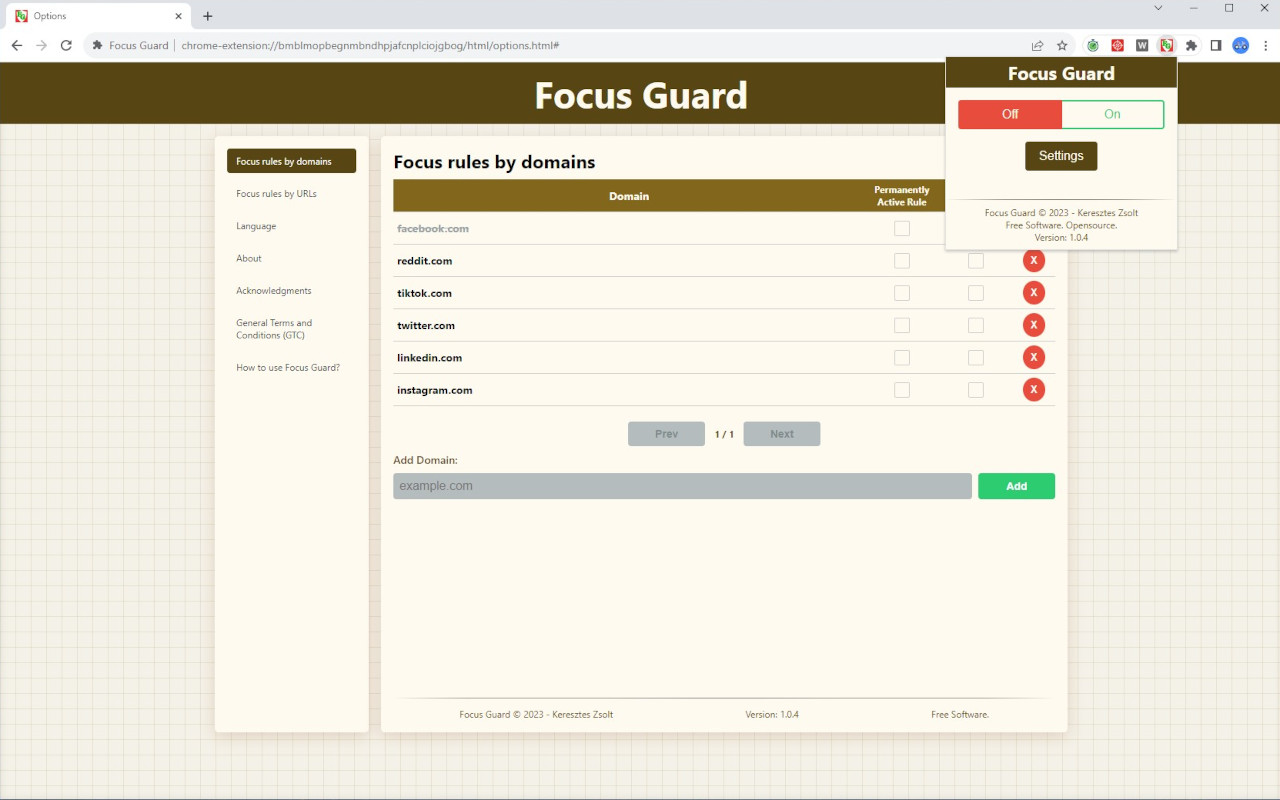 Options
Focus Guard | chrome-extension://bmblmopbegnmbndhpjafcnplciojgbog/html/options.html#
Focus Guard
Focus Guard
Off
On
Settings
Focus Guard © 2023 - Keresztes Zsolt
Free Software. Opensource.
Version: 1.0.4
Focus rules by domains
Focus rules by URLs
Language
About
Acknowledgments
General Terms and
Conditions (GTC)
How to use Focus Guard?
Focus rules by domains
Domain
Permanently
Active Rule
facebook.com
reddit.com X
tiktok.com X
twitter.com X
linkedin.com X
instagram.com X
Prev 1 / 1 Next
Add Domain:
example.com
Add
Focus Guard © 2023 - Keresztes Zsolt
Version: 1.0.4
Free Software.